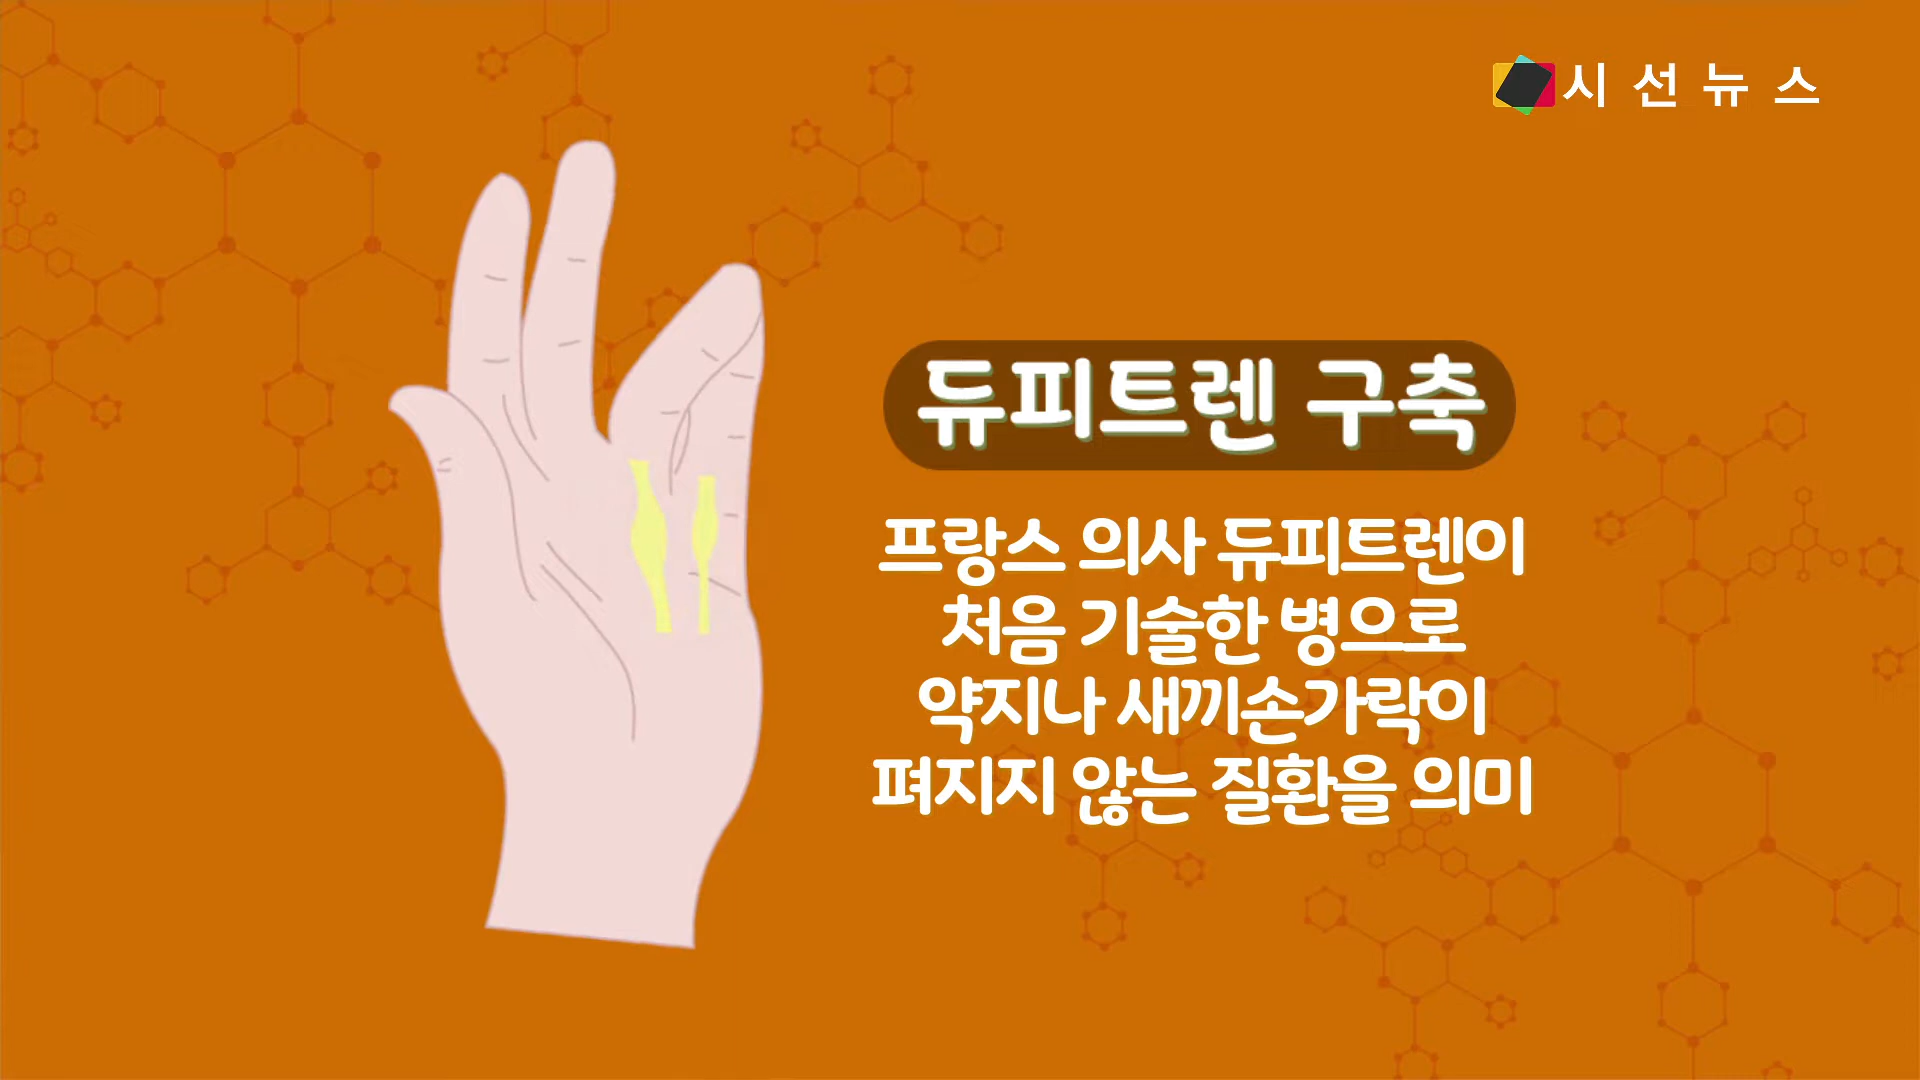 시선뉴스
듀피트렌 구축
프랑스 의사 듀피트렌이
처음 기술한 병으로
약지나 새끼손가락이
펴지지 않는 질환을 의미